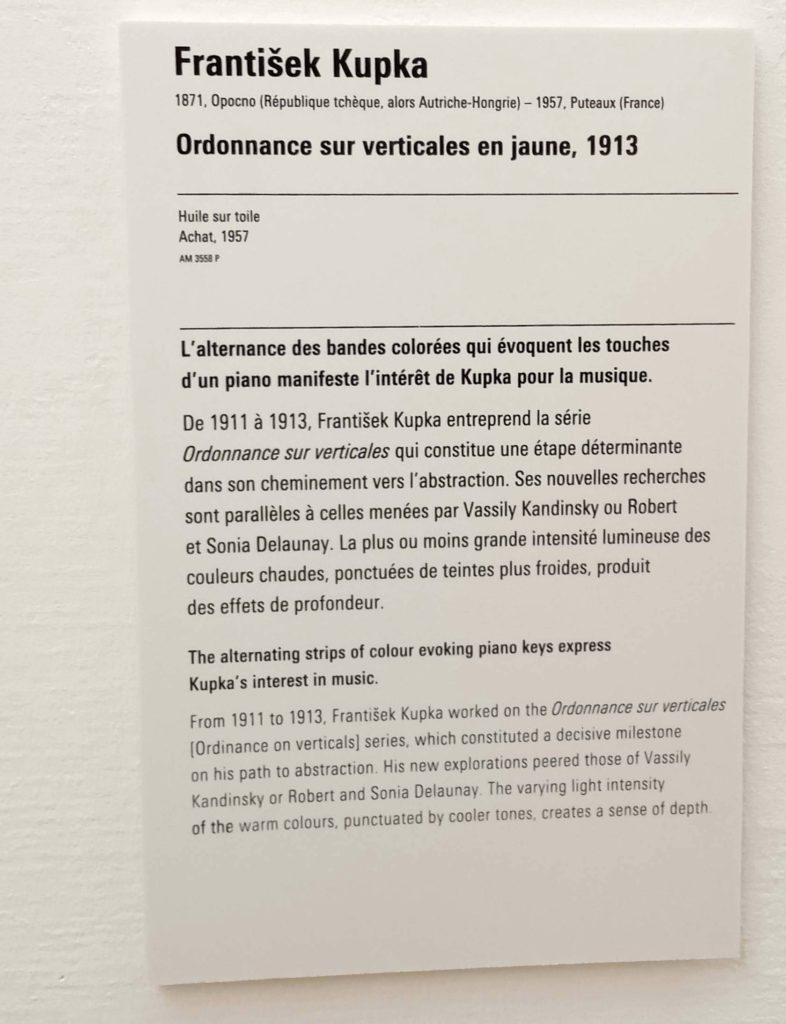 František Kupka
1871, Opocno (République tchèque, alors Autriche-Hongrie) – 1957, Puteaux (France)
Ordonnance sur verticales en jaune, 1913
Huile sur toile
Achat, 1957
AM 3558 P
L'alternance des bandes colorées qui évoquent les touches
d'un piano manifeste l'intérêt de Kupka pour la musique.
De 1911 à 1913, František Kupka entreprend la série
Ordonnance sur verticales qui constitue une étape déterminante
dans son cheminement vers l'abstraction. Ses nouvelles recherches
sont parallèles à celles menées par Vassily Kandinsky ou Robert
et Sonia Delaunay. La plus ou moins grande intensité lumineuse des
couleurs chaudes, ponctuées de teintes plus froides, produit
des effets de profondeur.
The alternating strips of colour evoking piano keys express
Kupka's interest in music.
From 1911 to 1913, František Kupka worked on the Ordonnance sur verticales
[Ordinance on verticals] series, which constituted a decisive milestone
on his path to abstraction. His new explorations peered those of Vassily
Kandinsky or Robert and Sonia Delaunay. The varying light intensity
of the warm colours, punctuated by cooler tones, creates a sense of depth.